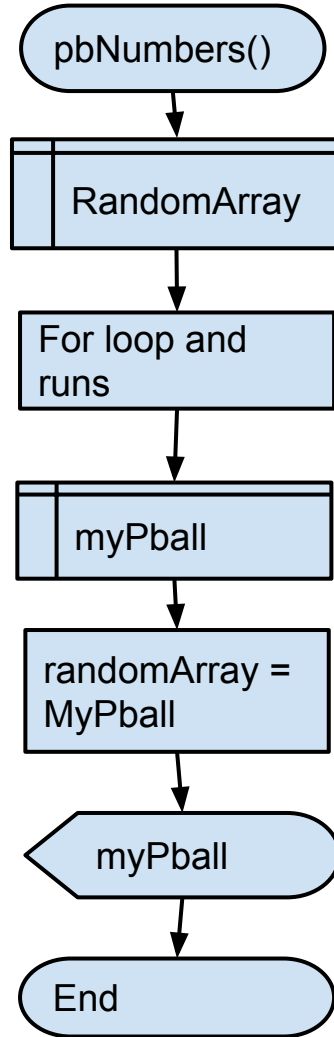 pbNumbers()
RandomArray
For loop and
runs
myPball
randomArray =
MyPball
myPball
End